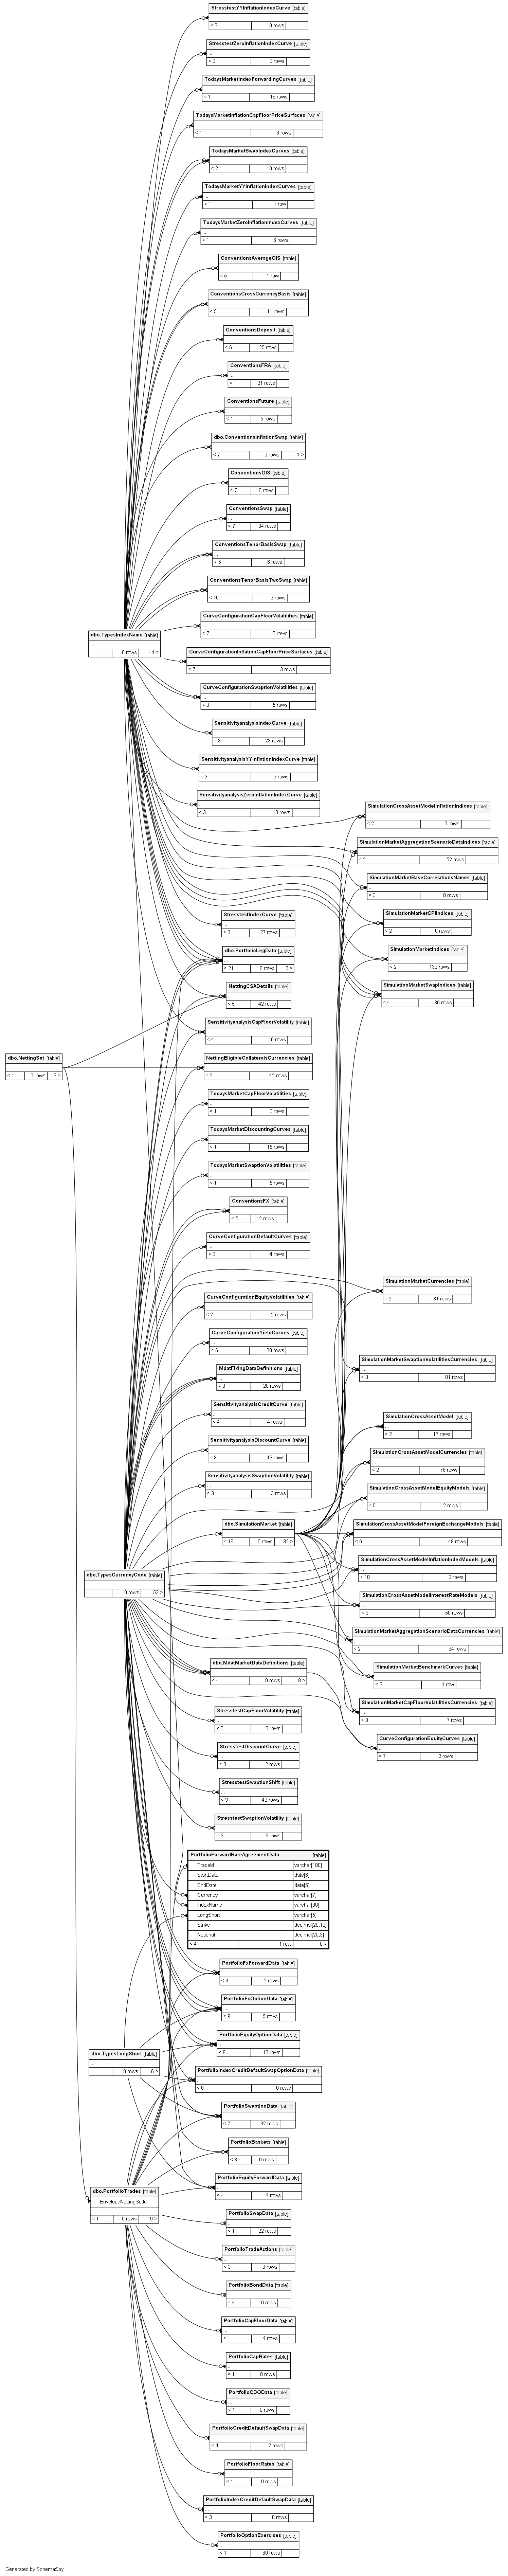 StresstestYYInflationIndexCurve [table]
...
< 3 0 rows
StresstestZeroInflationIndexCurve [table]
...
< 3 0 rows
TodaysMarketIndexForwardingCurves [table]
...
< 1 16 rows
TodaysMarketInflationCapFloorPriceSurfaces [table]
...
< 1 3 rows
TodaysMarketSwapIndexCurves [table]
...
< 2 10 rows
TodaysMarketYYInflationIndexCurves [table]
...
< 1 1 row
TodaysMarketZeroInflationIndexCurves [table]
...
< 1 6 rows
ConventionsAverageOIS [table]
...
< 5 1 row
ConventionsCrossCurrencyBasis [table]
...
< 5 11 rows
ConventionsDeposit [table]
...
ConventionsFRA [table]
...
< 1 21 rows
ConventionsFuture [table]
...
< 1 5 rows
dbo.ConventionsInflationSwap [table]
...
< 7 0 rows 1 >
ConventionsOIS [table]
...
< 7 6 rows
ConventionsSwap [table]
...
< 7 34 rows
ConventionsTenorBasisSwap [table]
...
< 5 6 rows
ConventionsTenorBasisTwoSwap [table]
...
< 10 2 rows
dbo.TypesIndexName [table]
...
0 rows 44 >
CurveConfigurationCapFloorVolatilities [table]
...
< 7 3 rows
CurveConfigurationInflationCapFloorPriceSurfaces [table]
...
< 7 3 rows
CurveConfigurationSwaptionVolatilities [table]
...
5 rows
SensitivityanalysisIndexCurve [table]
...
< 3 23 rows
SensitivityanalysisYYInflationIndexCurve [table]
...
< 3 2 rows
SensitivityanalysisZeroInflationIndexCurve [table]
...
< 3 10 rows
SimulationCrossAssetModelInflationIndices [table]
...
< 2 0 rows
SimulationMarketAggregationScenarioDataIndices [table]
...
< 2 52 rows
SimulationMarketBaseCorrelationsNames [table]
...
< 3 0 rows
SimulationMarketCPIIndices [table]
...
< 2 0 rows
SimulationMarketIndices [table]
...
< 2 139 rows
SimulationMarketSwapIndices [table]
...
< 4 36 rows
StresstestIndexCurve [table]
...
< 3 27 rows
dbo.PortfolioLegData [table]
...
< 21 0 rows
NettingCSADetails [table]
...
< 5 42 rows
SensitivityanalysisCapFloorVolatility [table]
...
< 4 6 rows
dbo.NettingSet [table]
...
< 1 0 rows 3 >
NettingEligibleCollateralsCurrencies [table]
...
< 2 42 rows
TodaysMarketCapFloorVolatilities [table]
...
< 1 3 rows
TodaysMarketDiscountingCurves [table]
...
< 1 15 rows
TodaysMarketSwaptionVolatilities [table]
...
< 1 5 rows
ConventionsFX [table]
...
< 5 12 rows
CurveConfigurationDefaultCurves [table]
...
4 rows
SimulationMarketCurrencies [table]
...
< 2 81 rows
CurveConfigurationEquityVolatilities [table]
...
< 2 2 rows
CurveConfigurationYieldCurves [table]
...
30 rows
SimulationMarketSwaptionVolatilitiesCurrencies [table]
...
< 3 81 rows
MdatFixingDataDefinitions [table]
...
< 3 26 rows
SensitivityanalysisCreditCurve [table]
...
< 4 4 rows
SimulationCrossAssetModel [table]
...
< 2 17 rows
SensitivityanalysisDiscountCurve [table]
...
< 3 12 rows
SimulationCrossAssetModelCurrencies [table]
...
< 2 76 rows
SensitivityanalysisSwaptionVolatility [table]
...
< 3 3 rows
SimulationCrossAssetModelEquityModels [table]
...
< 5 2 rows
dbo.SimulationMarket [table]
...
0 rows 32 >
SimulationCrossAssetModelForeignExchangeModels [table]
...
48 rows
SimulationCrossAssetModelInflationIndexModels [table]
...
< 10 0 rows
dbo.TypesCurrencyCode [table]
...
0 rows 53 >
SimulationCrossAssetModelInterestRateModels [table]
...
< 9 50 rows
SimulationMarketAggregationScenarioDataCurrencies [table]
...
< 2 34 rows
dbo.MdatMarketDataDefinitions [table]
...
< 4 0 rows
SimulationMarketBenchmarkCurves [table]
...
< 3 1 row
StresstestCapFloorVolatility [table]
...
< 3 6 rows
SimulationMarketCapFloorVolatilitiesCurrencies [table]
...
< 3 7 rows
StresstestDiscountCurve [table]
...
< 3 12 rows
CurveConfigurationEquityCurves [table]
...
< 7 2 rows
StresstestSwaptionShift [table]
...
< 3 42 rows
StresstestSwaptionVolatility [table]
...
< 3 6 rows
PortfolioForwardRateAgreementData [table]
TradeId varchar[100]
StartDate date[6]
EndDate date[6]
Currency varchar[7]
IndexName varchar[30]
LongShort varchar[5]
Strike decimal[20,10]
Notional decimal[20,3]
< 4 1 row 0 >
PortfolioFxForwardData [table]
...
< 3 2 rows
PortfolioFxOptionData [table]
...
< 9 5 rows
dbo.TypesLongShort [table]
...
0 rows 6 >
PortfolioEquityOptionData [table]
...
10 rows
PortfolioIndexCreditDefaultSwapOptionData [table]
...
0 rows
PortfolioSwaptionData [table]
...
< 7 32 rows
PortfolioBaskets [table]
...
< 3 0 rows
dbo.PortfolioTrades [table]
EnvelopeNettingSetId
...
< 1 0 rows 19 >
PortfolioEquityForwardData [table]
...
< 4 4 rows
PortfolioSwapData [table]
...
< 1 22 rows
PortfolioTradeActions [table]
...
< 3 3 rows
PortfolioBondData [table]
...
< 4 10 rows
PortfolioCapFloorData [table]
...
< 1 4 rows
PortfolioCapRates [table]
...
< 1 0 rows
PortfolioCDOData [table]
...
< 1 0 rows
PortfolioCreditDefaultSwapData [table]
...
< 4 2 rows
PortfolioFloorRates [table]
...
< 1 0 rows
PortfolioIndexCreditDefaultSwapData [table]
...
< 3 0 rows
PortfolioOptionExercises [table]
...
< 1 60 rows
Generated by SchemaSpy